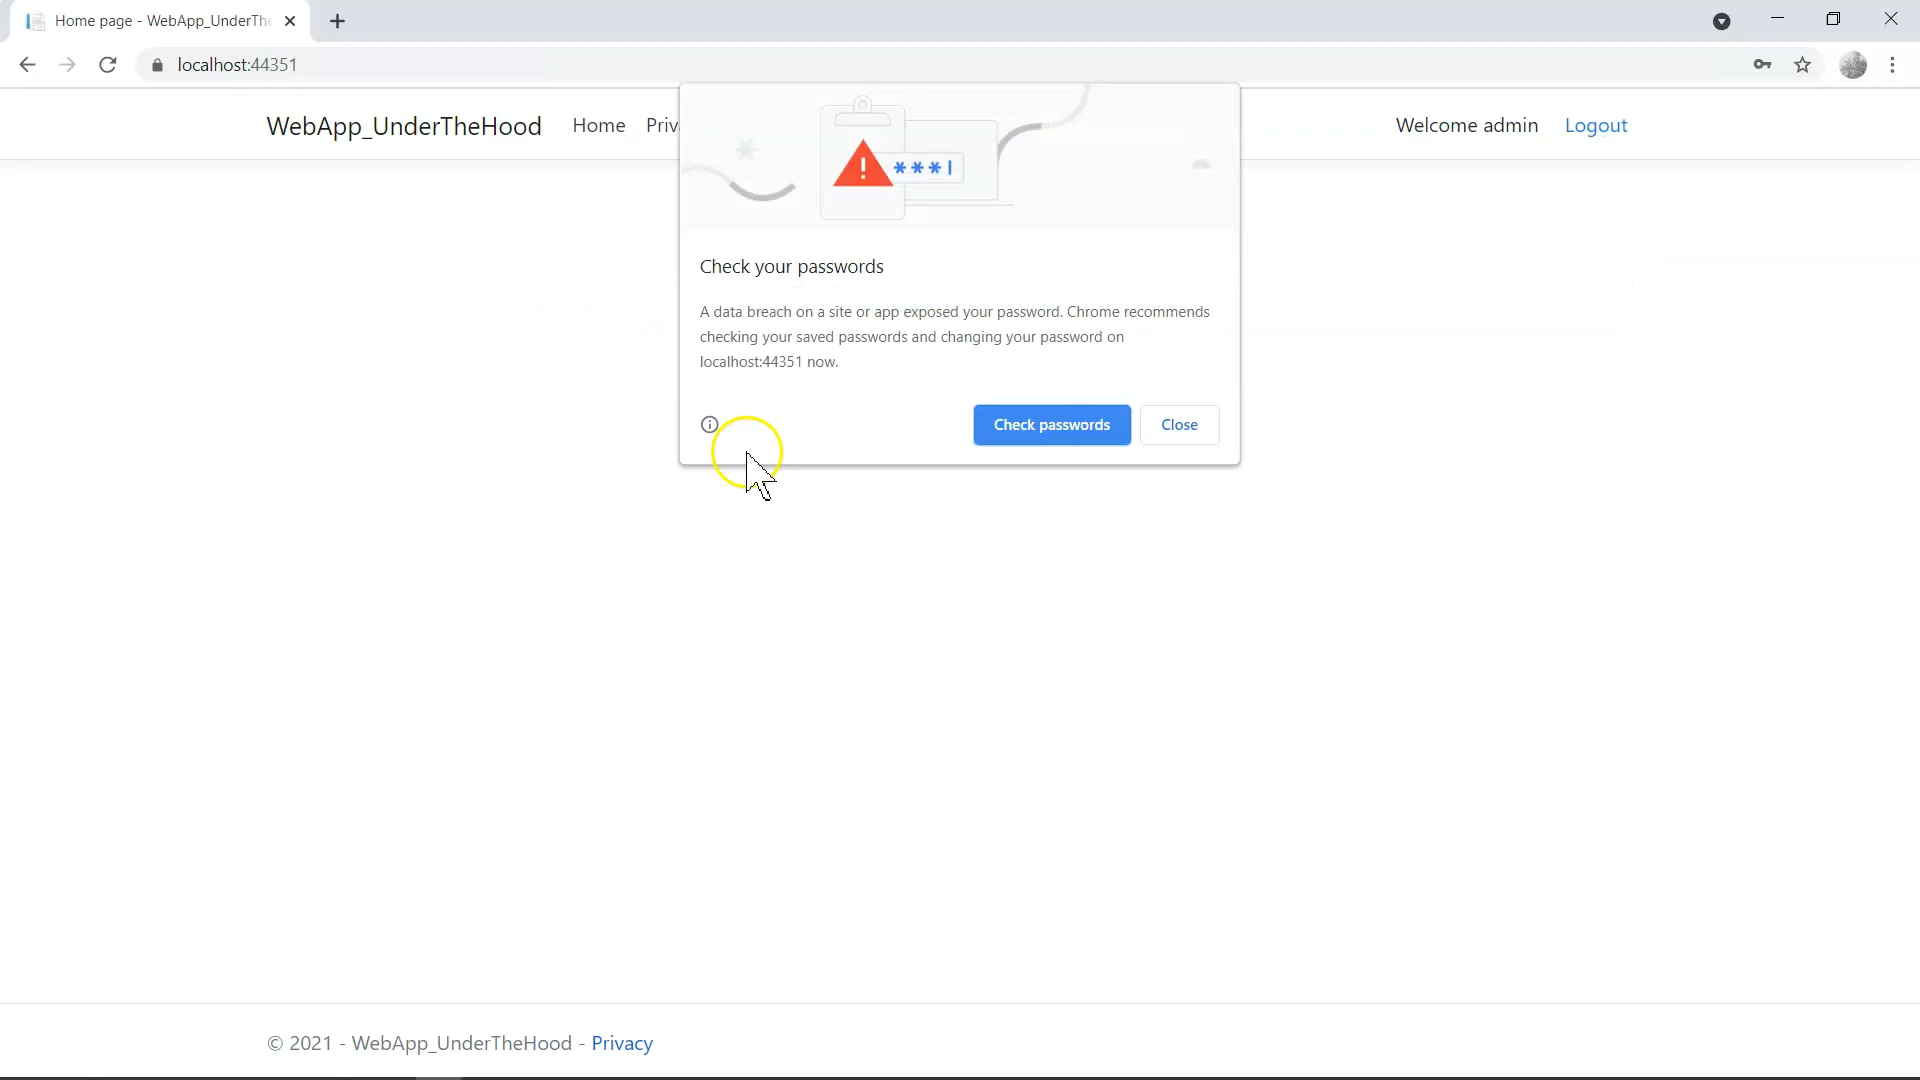 Home page - WebApp_UnderThe
localhost:44351
WebApp_UnderTheHood Home Priv Welcome admin Logout
***
Check your passwords
A data breach on a site or app exposed your password. Chrome recommends
checking your saved passwords and changing your password on
localhost:44351 now.
Check passwords Close
© 2021 - WebApp_UnderTheHood - Privacy